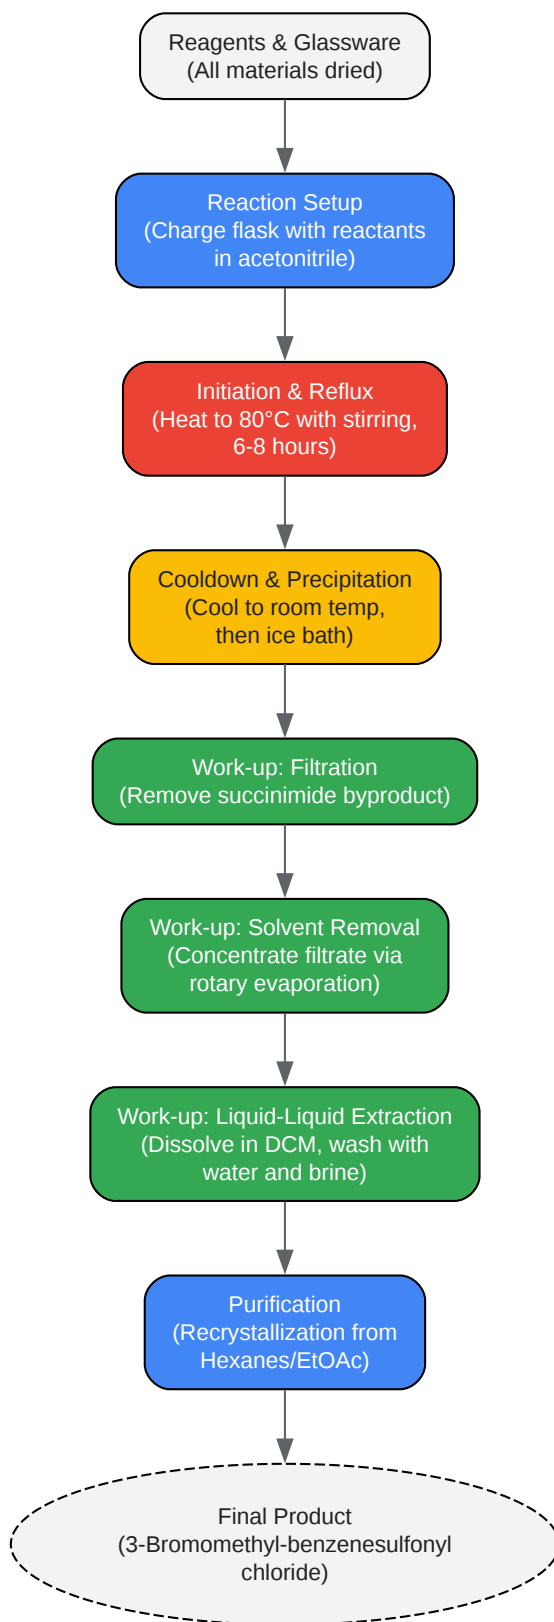 Reagents & Glassware
(All materials dried)
Reaction Setup
(Charge flask with reactants
in acetonitrile)
Initiation & Reflux
(Heat to 80°C with stirring,
6-8 hours)
Cooldown & Precipitation
(Cool to room temp,
then ice bath)
Work-up: Filtration
(Remove succinimide byproduct)
Work-up: Solvent Removal
(Concentrate filtrate via
rotary evaporation)
Work-up: Liquid-Liquid Extraction
(Dissolve in DCM, wash with
water and brine)
Purification
(Recrystallization from
Hexanes/EtOAc)
Final Product
(3-Bromomethyl-benzenesulfonyl
chloride)